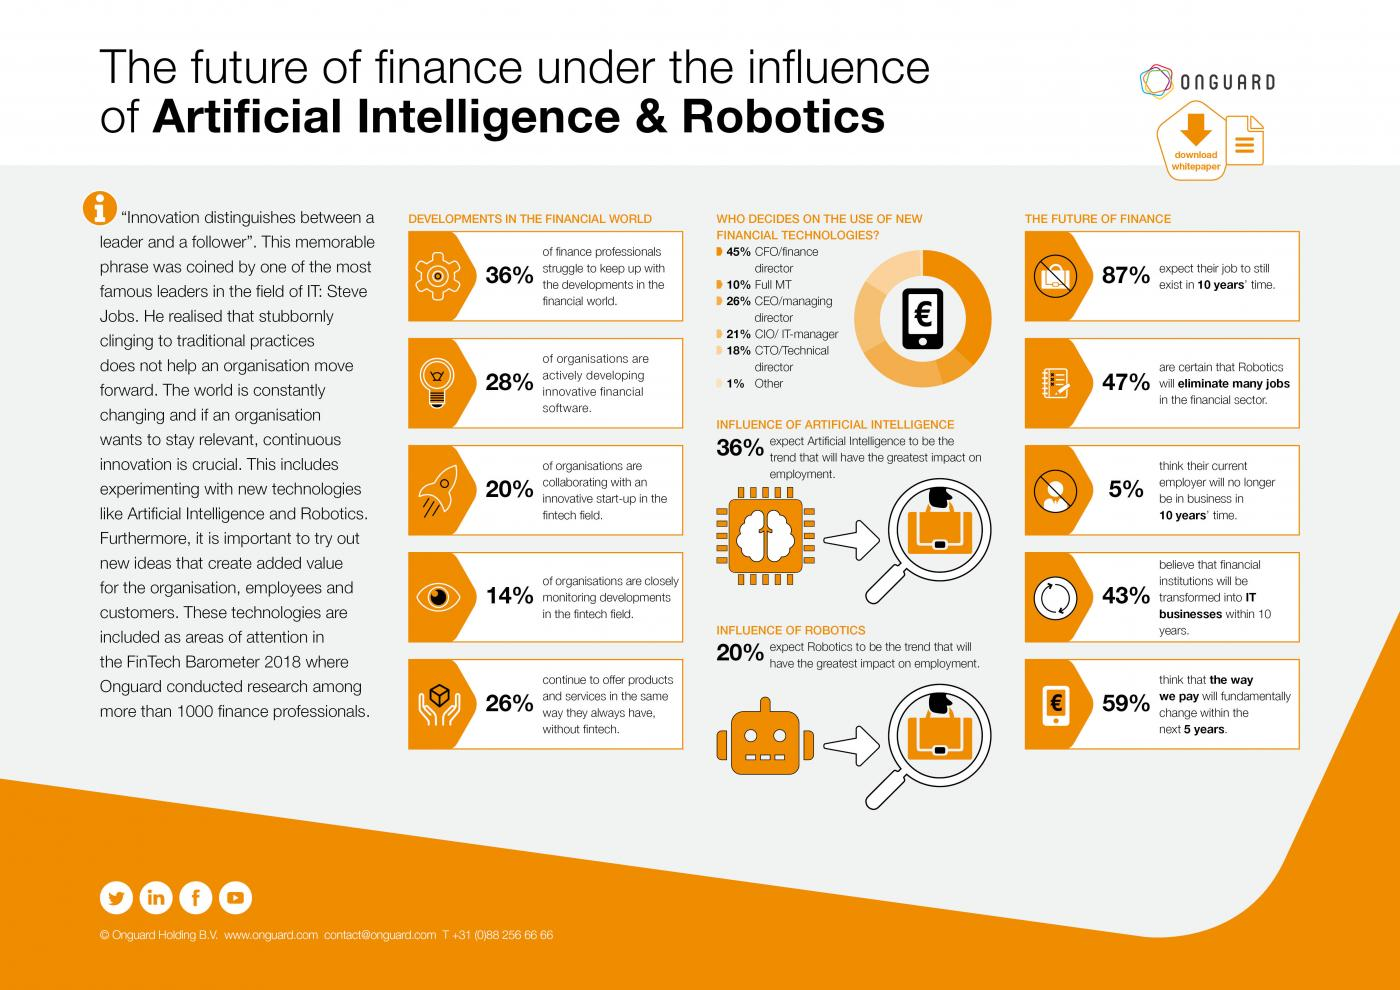 The future of finance under the influence
of Artificial Intelligence & Robotics
ONGUARD
download
whitepaper
“Innovation distinguishes between a
leader and a follower”. This memorable
phrase was coined by one of the most
famous leaders in the field of IT: Steve
Jobs. He realised that stubbornly
clinging to traditional practices
does not help an organisation move
forward. The world is constantly
changing and if an organisation
wants to stay relevant, continuous
innovation is crucial. This includes
experimenting with new technologies
like Artificial Intelligence and Robotics.
Furthermore, it is important to try out
new ideas that create added value
for the organisation, employees and
customers. These technologies are
included as areas of attention in
the FinTech Barometer 2018 where
Onguard conducted research among
more than 1000 finance professionals.
DEVELOPMENTS IN THE FINANCIAL WORLD
36%
of finance professionals
struggle to keep up with
the developments in the
financial world.
28%
of organisations are
actively developing
innovative financial
software.
20%
of organisations are
collaborating with an
innovative start-up in the
fintech field.
14%
of organisations are closely
monitoring developments
in the fintech field.
26%
continue to offer products
and services in the same
way they always have,
without fintech.
WHO DECIDES ON THE USE OF NEW
FINANCIAL TECHNOLOGIES?
45% CFO/finance
director
10% Full MT
26% CEO/managing
director
21% CIO/ IT-manager
18% CTO/Technical
director
1% Other
€
INFLUENCE OF ARTIFICIAL INTELLIGENCE
36% expect Artificial Intelligence to be the
trend that will have the greatest impact on
employment.
INFLUENCE OF ROBOTICS
20% expect Robotics to be the trend that will
have the greatest impact on employment.
THE FUTURE OF FINANCE
87%
expect their job to still
exist in 10 years’ time.
47%
are certain that Robotics
will eliminate many jobs
in the financial sector.
5%
think their current
employer will no longer
be in business in
10 years’ time.
43%
believe that financial
institutions will be
transformed into IT
businesses within 10
years.
€
59%
think that the way
we pay will fundamentally
change within the
next 5 years.
© Onguard Holding B.V. www.onguard.com contact@onguard.com T +31 (0)88 256 66 66